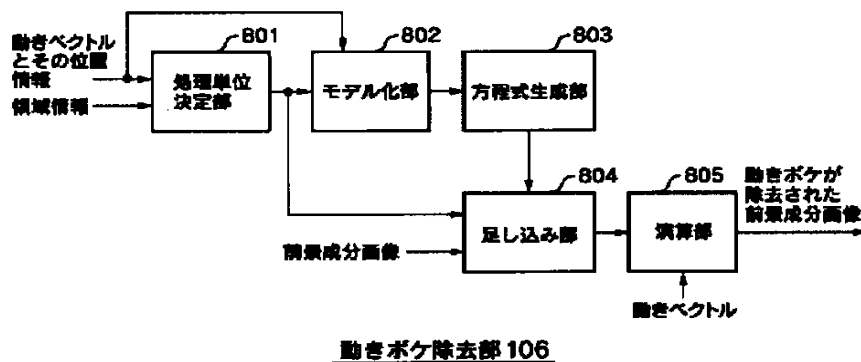 動きベクトル
とその位置
情報
領域情報
801
処理単位
決定部
802
モデル化部
803
方程式生成部
804
足し込み部
前景成分画像
805
演算部
動きベクトル
動きボケが
除去された
前景成分画像
動きボケ除去部 106